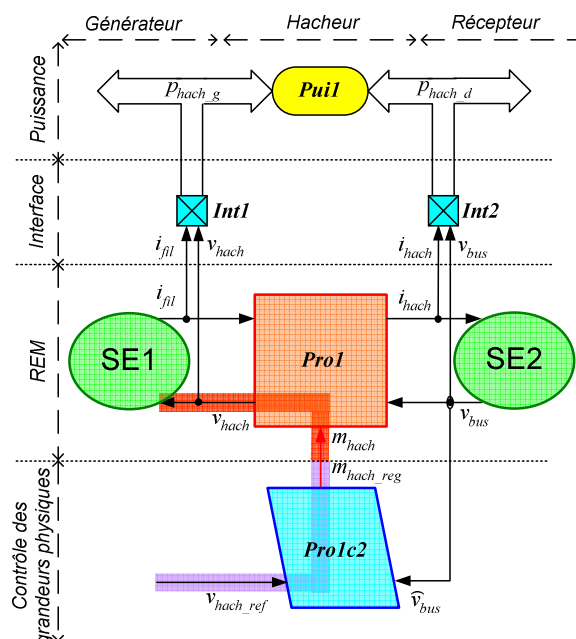 Générateur Hacheur Récepteur
Puissance
p_hach_g Pui1 p_hach_d
Interface
Int1 Int2
i_fil v_hach i_hach v_bus
REM
i_fil i_hach
SE1 Pro1 SE2
v_hach v_bus
m_hach
m_hach_reg
Contrôle des
grandeurs physiques
Pro1c2
v_hach_ref v̂_bus